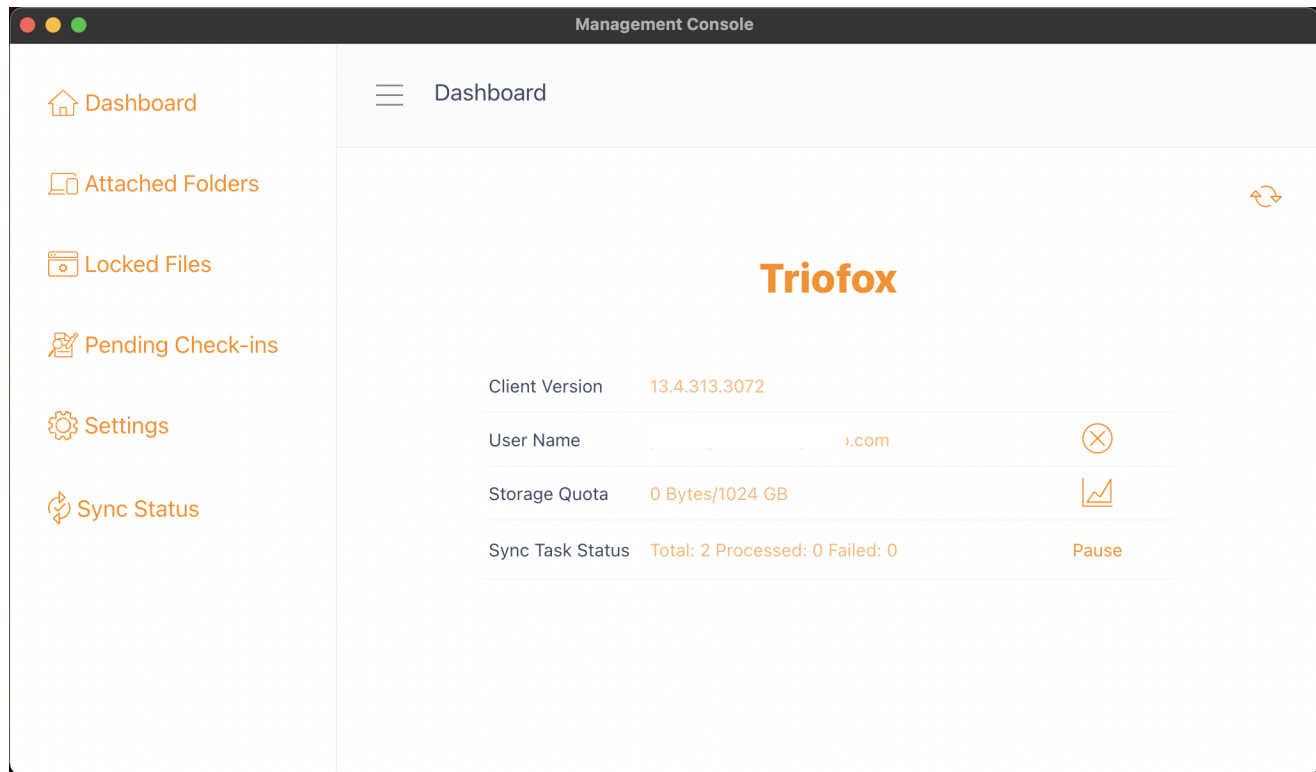 Management Console
Dashboard
Attached Folders
Locked Files
Pending Check-ins
Settings
Sync Status
Dashboard
Triofox
Client Version 13.4.313.3072
User Name .com
Storage Quota 0 Bytes/1024 GB
Sync Task Status Total: 2 Processed: 0 Failed: 0 Pause